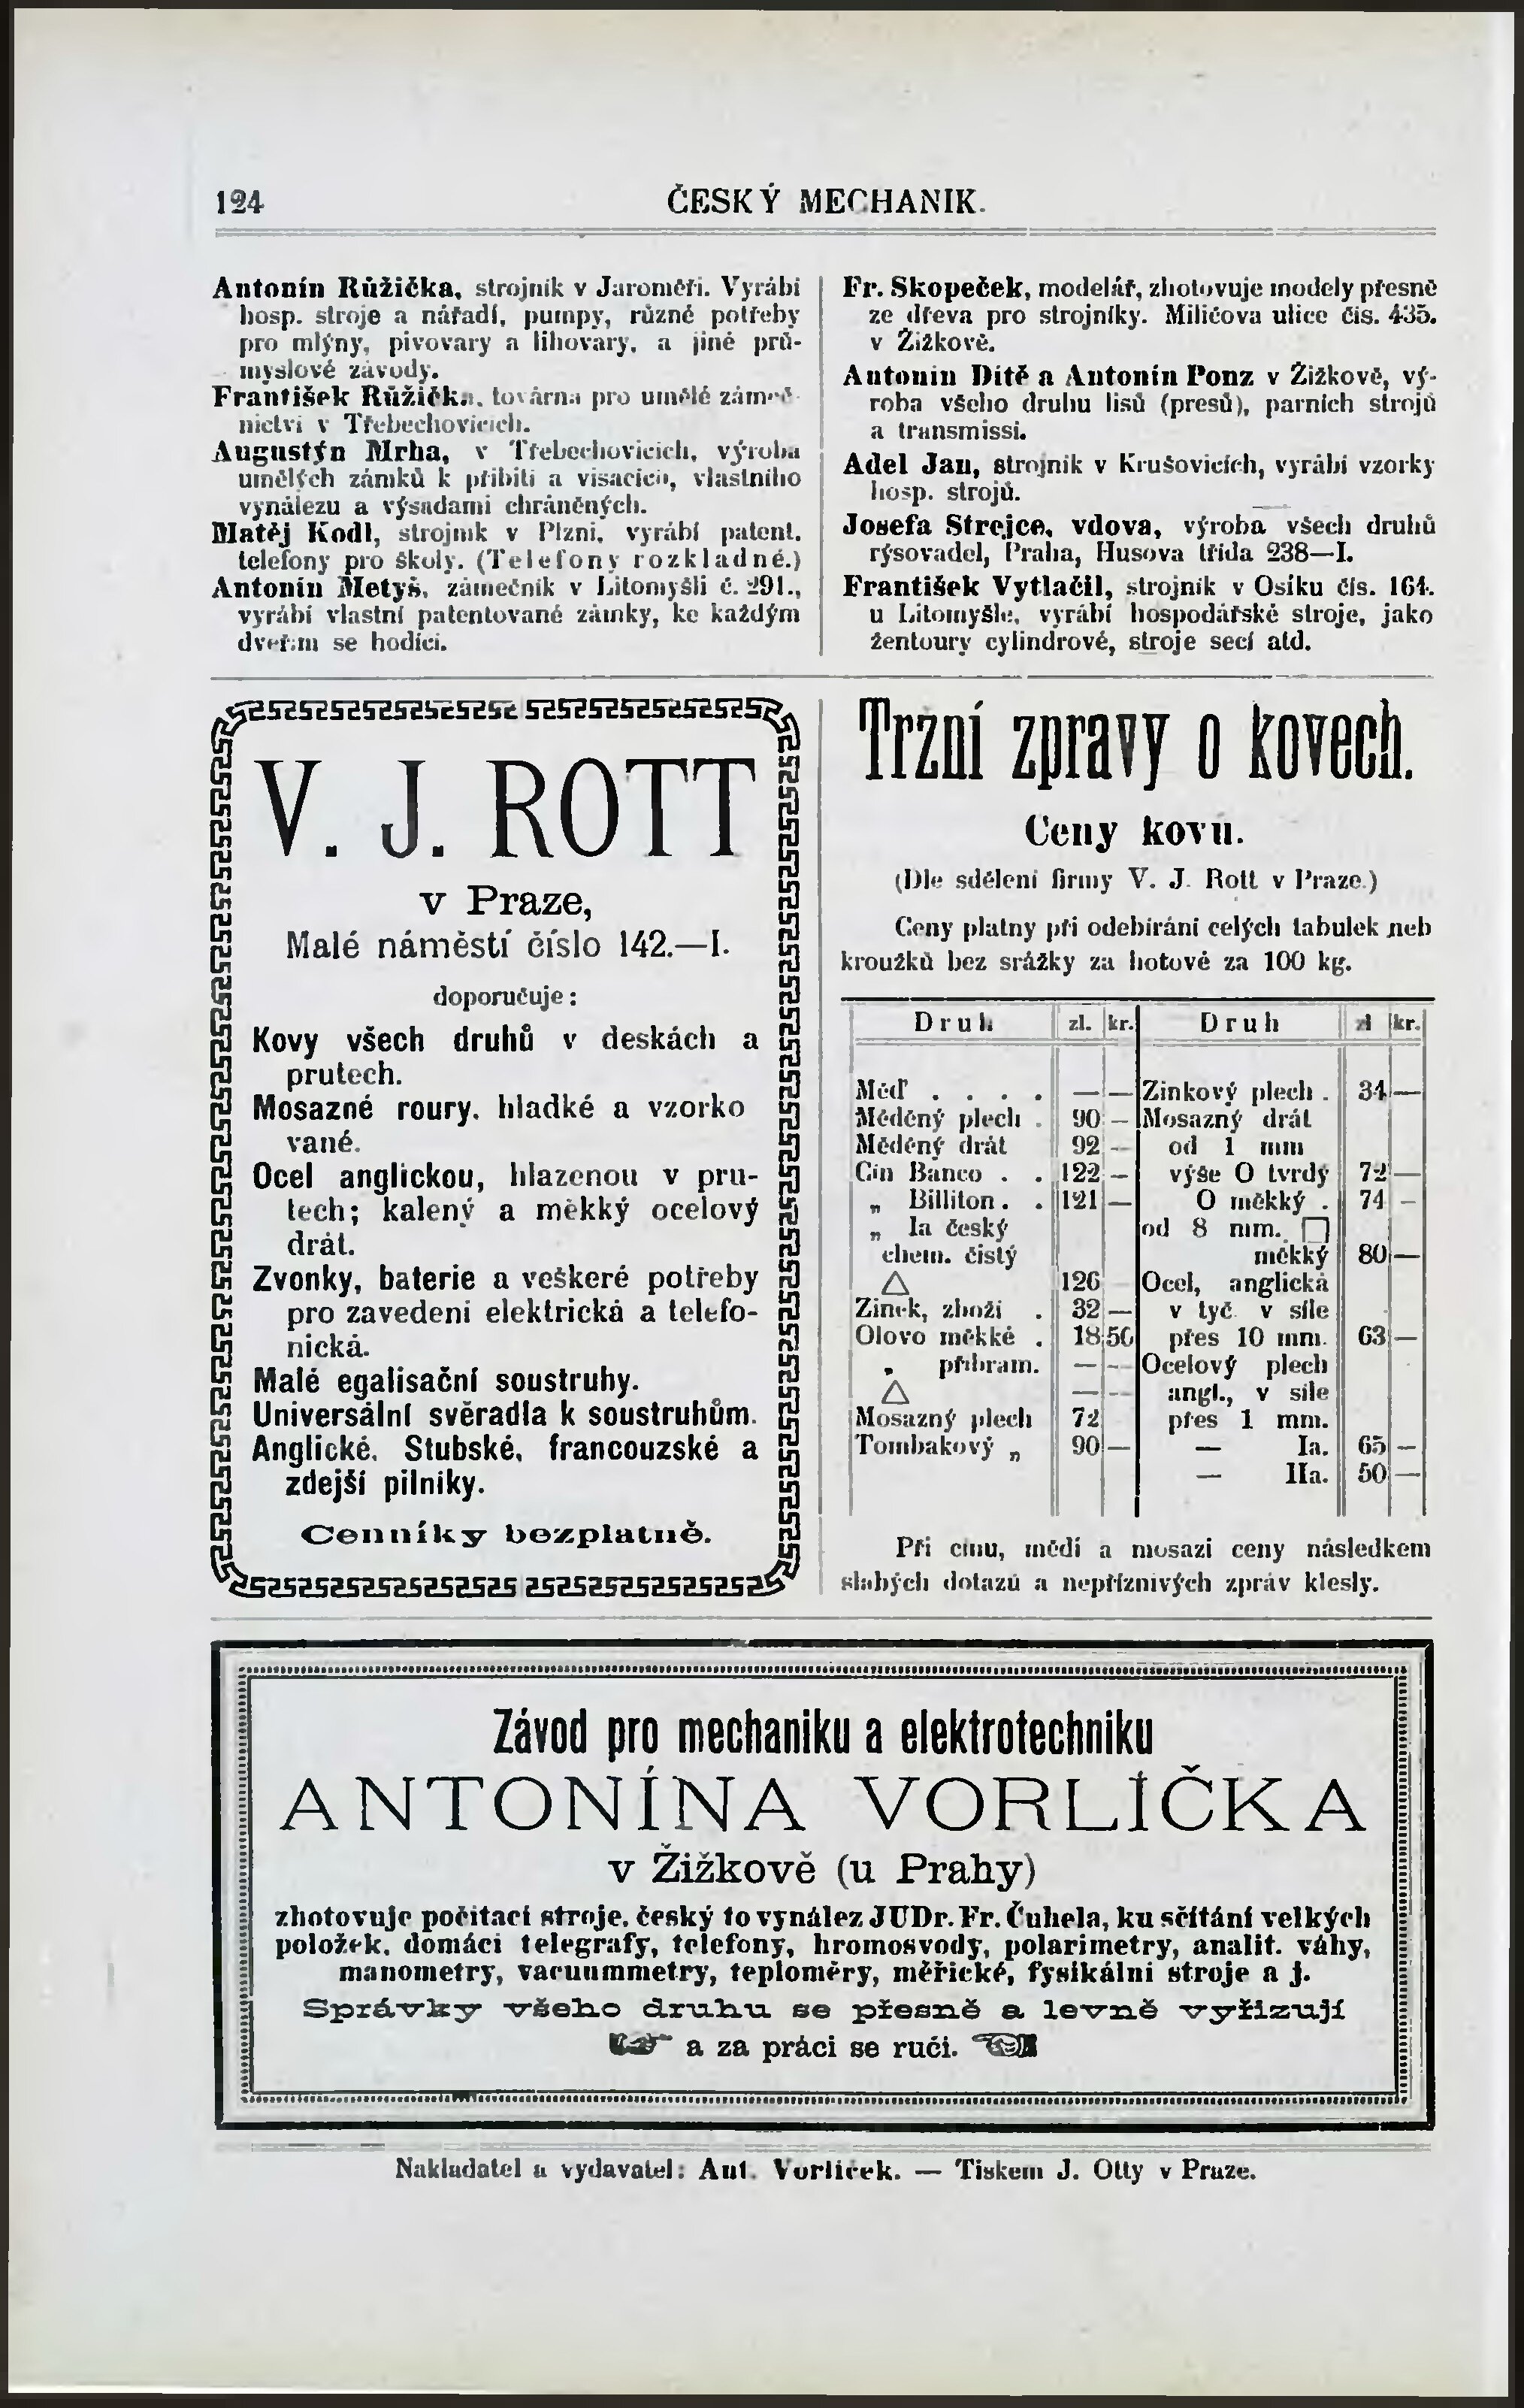 124
ČESKÝ MECHANIK.
Antonín Růžička, strojník v Jaroměři. Vyrábí
hosp. stroje a nářadí, pumpy, různé potřeby
pro mlýny, pivovary a lihovary, a jiné prů-
myslové závody.
František Růžička, továrna pro umělé zámeč-
nictví v Třebechovicích.
Augustýn Mrha, v Třebechovicích, výroba
umělých zámků k přibití a visacích, vlastního
vynálezu a výsadami chráněných.
Matěj Kodl, strojník v Plzni, vyrábí patent.
telefony pro školy. (Telefony rozkladné.)
Antonín Metyš, zámečník v Litomyšli č. 291.,
vyrábí vlastní patentované zámky, ke každým
dveřím se hodící.
Fr. Skopeček, modelář, zhotovuje modely přesně
ze dřeva pro strojníky. Miličova ulice čís. 435.
v Žižkově.
Antonín Dítě a Antonín Ponz v Žižkově, vý-
roba všeho druhu lisů (presů), parních strojů
a transmissí.
Adel Jan, strojník v Krušovicích, vyrábí vzorky
hosp. strojů.
Josefa Strejce, vdova, výroba všech druhů
rýsovadel, Praha, Husova třída 238—I.
František Vytlačil, strojník v Osíku čís. 164.
u Litomyšle, vyrábí hospodářské stroje, jako
žentoury cylindrové, stroje secí atd.
V. J. ROTT
v Praze,
Malé náměstí číslo 142.—I.
doporučuje:
Kovy všech druhů v deskách a
prutech.
Mosazné roury, hladké a vzorko
vané.
Ocel anglickou, hlazenou v pru-
tech; kalený a měkký ocelový
drát.
Zvonky, baterie a veškeré potřeby
pro zavedení elektrická a telefo-
nická.
Malé egalisační soustruhy.
Universální svěradla k soustruhům.
Anglické, Stubské, francouzské a
zdejší pilníky.
Cenníky bezplatně.
Tržní zprávy o kovech.
Ceny kovů.
(Dle sdělení firmy V. J. Rott v Praze.)
Ceny platny při odebírání celých tabulek neb
kroužků bez srážky za hotové za 100 kg.
Druh zl. kr. Druh zl. kr.
Měď . . . . — — Zinkový plech . 34 —
Měděný plech . 90 — Mosazný drát
Měděný drát 92 — od 1 mm
Cín Banco . . 122 — výše O tvrdý 72 —
„ Billiton . . 121 — O měkký . 74 —
„ Ia český od 8 mm. □
chem. čistý měkký 80 —
△ 126 Ocel, anglická
Zinek, zboží . 32 — v tyč. v síle
Olovo měkké . 18 50 přes 10 mm. 63 —
„ příbram. — — Ocelový plech
△ — — angl., v síle
Mosazný plech 72 přes 1 mm.
Tombakový „ 90 — — Ia. 65 —
— IIa. 50 —
Při cínu, mědi a mosazi ceny následkem
slabých dotazů a nepříznivých zpráv klesly.
Závod pro mechaniku a elektrotechniku
ANTONÍNA VORLÍČKA
v Žižkově (u Prahy)
zhotovuje počítací stroje, český to vynález JUDr. Fr. Čuhela, ku sčítání velkých
položek, domácí telegrafy, telefony, hromosvody, polarimetry, analit. váhy,
manometry, vacuummetry, teploměry, měřické, fysikální stroje a j.
Správky všeho druhu se přesně a levně vyřizují
a za práci se ručí.
Nakladatel a vydavatel: Ant. Vorlíček. — Tiskem J. Otty v Praze.